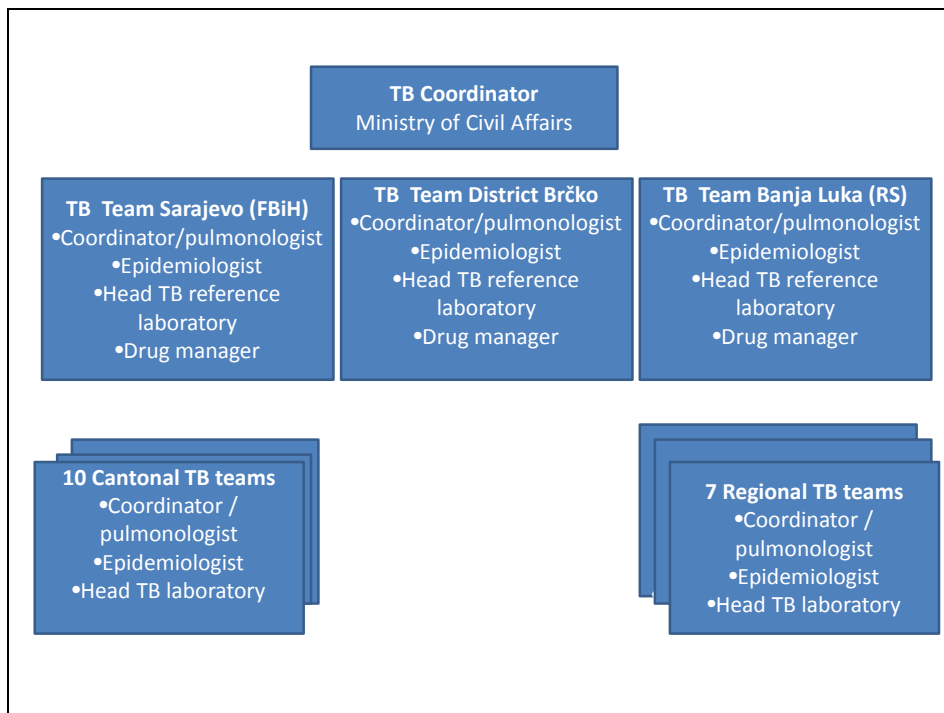 TB Coordinator
Ministry of Civil Affairs
TB  Team Sarajevo (FBiH)
•Coordinator/pulmonologist
•Epidemiologist
•Head TB reference
laboratory
•Drug manager
TB  Team District Brčko
•Coordinator/pulmonologist
•Epidemiologist
•Head TB reference
laboratory
•Drug manager
TB  Team Banja Luka (RS)
•Coordinator/pulmonologist
•Epidemiologist
•Head TB reference
laboratory
•Drug manager
10 Cantonal TB teams
•Coordinator /
pulmonologist
•Epidemiologist
•Head TB laboratory
7 Regional TB teams
•Coordinator /
pulmonologist
•Epidemiologist
•Head TB laboratory